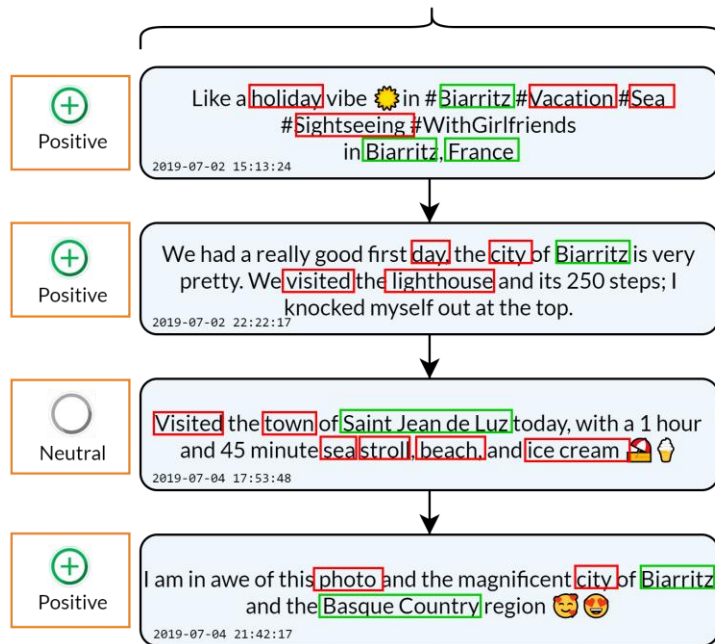 Positive
Like a holiday vibe in #Biarritz #Vacation #Sea
#Sightseeing #WithGirlfriends
in Biarritz, France
2019-07-02 15:13:24
Positive
We had a really good first day, the city of Biarritz is very
pretty. We visited the lighthouse and its 250 steps; I
knocked myself out at the top.
2019-07-02 22:22:17
Neutral
Visited the town of Saint Jean de Luz today, with a 1 hour
and 45 minute sea stroll, beach, and ice cream
2019-07-04 17:53:48
Positive
I am in awe of this photo and the magnificent city of Biarritz
and the Basque Country region
2019-07-04 21:42:17